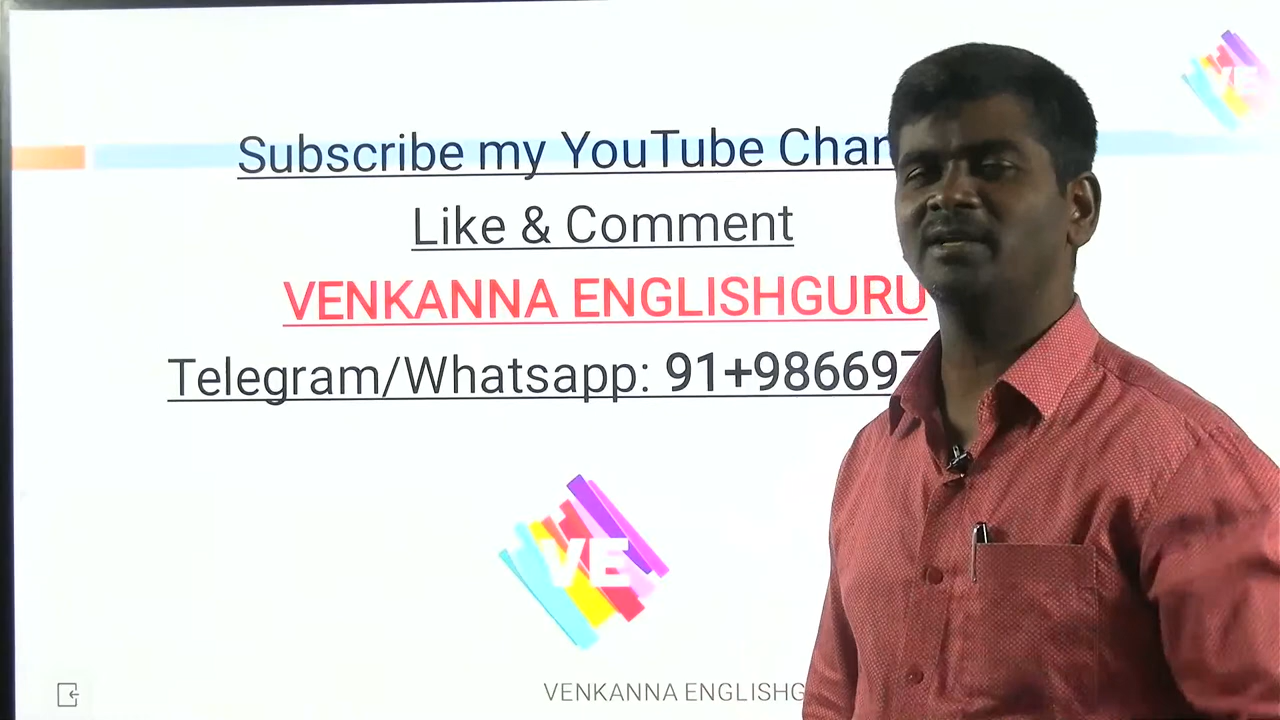 VE
Subscribe my YouTube Chan
Like & Comment
VENKANNA ENGLISHGURU
Telegram/Whatsapp: 91+98669
VE
VENKANNA ENGLISHG